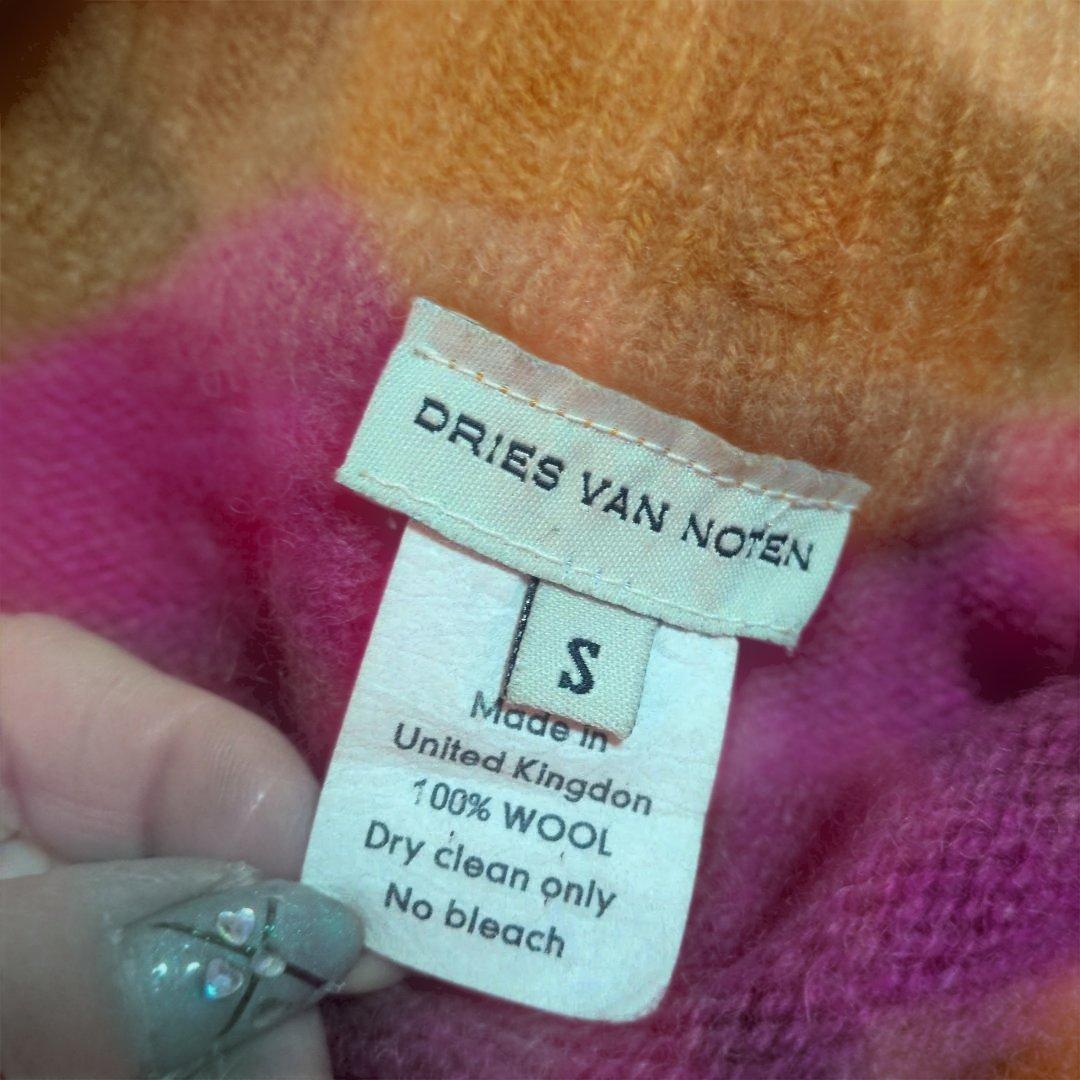 DRIES VAN NOTEN
S
Made in
United Kingdon
100% WOOL
Dry clean only
No bleach